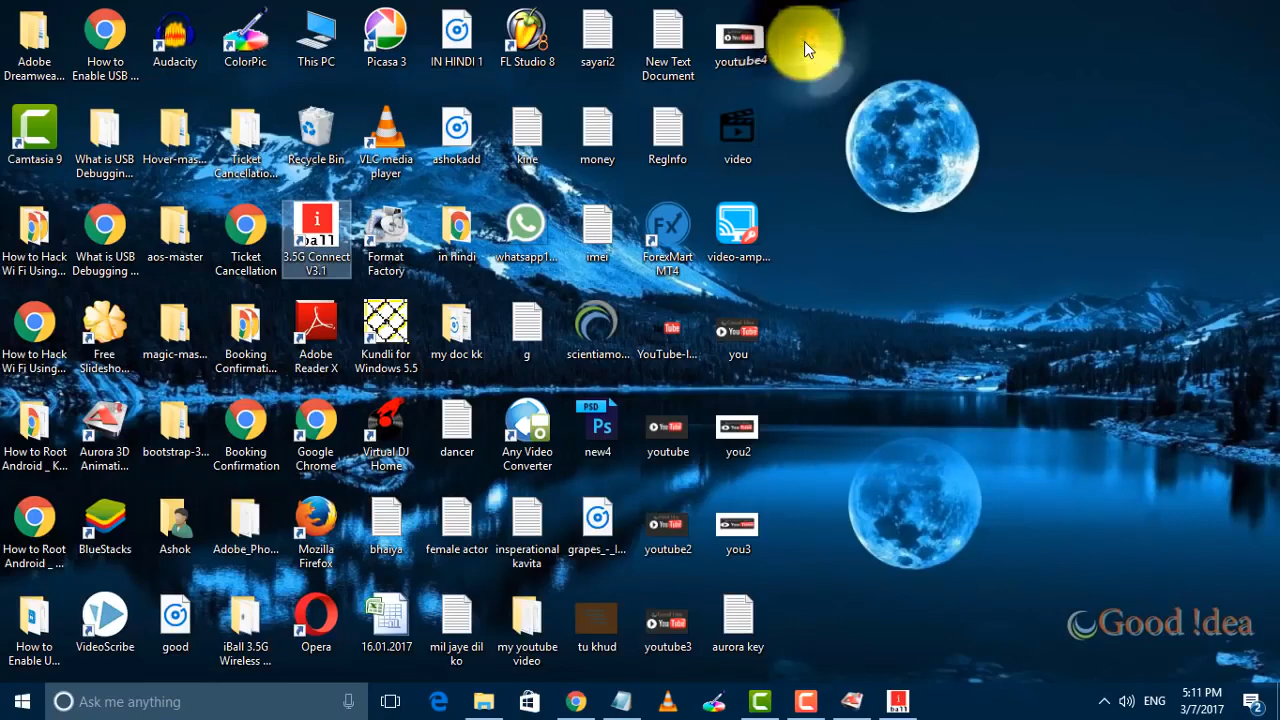 Adobe
Dreamwea...
How to
Enable USB ...
Audacity
ColorPic
This PC
Picasa 3
IN HINDI 1
FL Studio 8
sayari2
New Text
Document
youtube4
Camtasia 9
What is USB
Debuggin...
Hover-mas...
Ticket
Cancellatio...
Recycle Bin
VLC media
player
ashokadd
kine
money
RegInfo
video
How to Hack
Wi Fi Using...
What is USB
Debugging ...
aos-master
Ticket
Cancellation
i
ball
3.5G Connect
V3.1
Format
Factory
in hindi
whatsapp1...
imei
FX
ForexMart
MT4
video-amp...
How to Hack
Wi Fi Using...
Free
Slidesho...
magic-mas...
Booking
Confirmati...
Adobe
Reader X
Kundli for
Windows 5.5
my doc kk
g
scientiamo...
YouTube-l...
you
How to Root
Android _ K...
Aurora 3D
Animati...
bootstrap-3...
Booking
Confirmation
Google
Chrome
Virtual DJ
Home
dancer
Any Video
Converter
PSD
Ps
new4
youtube
you2
How to Root
Android _ ...
BlueStacks
Ashok
Adobe_Pho...
Mozilla
Firefox
bhaiya
female actor
insperational
kavita
grapes_-_I...
youtube2
you3
How to
Enable U...
VideoScribe
good
iBall 3.5G
Wireless ...
Opera
16.01.2017
mil jaye dil
ko
my youtube
video
tu khud
youtube3
aurora key
Good !dea
Ask me anything
ENG
5:11 PM
3/7/2017
2